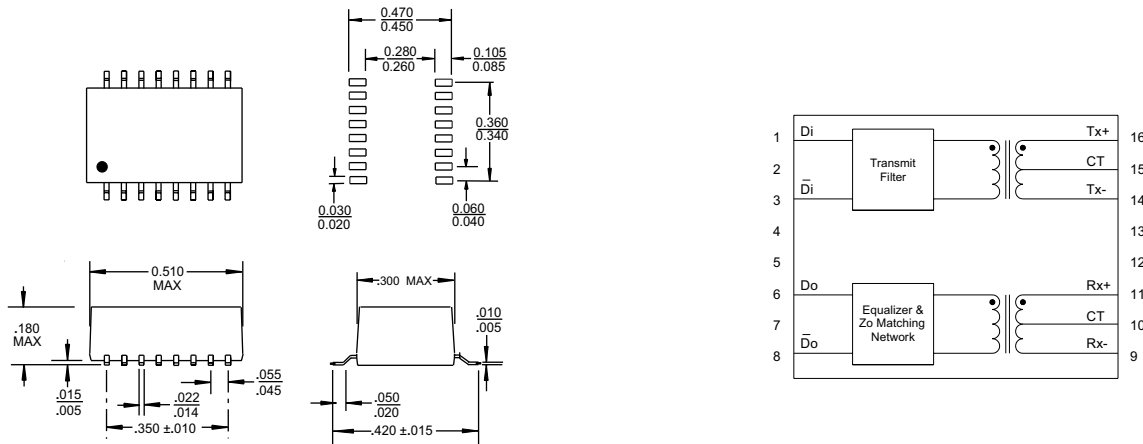 0.470
0.450
0.280
0.260
0.105
0.085
0.360
0.340
0.030
0.020
0.060
0.040
0.510
MAX
.180
MAX
.015
.005
.022
.014
.055
.045
.350 ±.010
.300 MAX
.010
.005
.050
.020
.420 ±.015
1 Di Tx+ 16
Transmit
Filter
2 CT 15
3 D̅i Tx- 14
4 13
5 12
6 Do Rx+ 11
Equalizer &
Zo Matching
Network
7 CT 10
8 D̅o Rx- 9